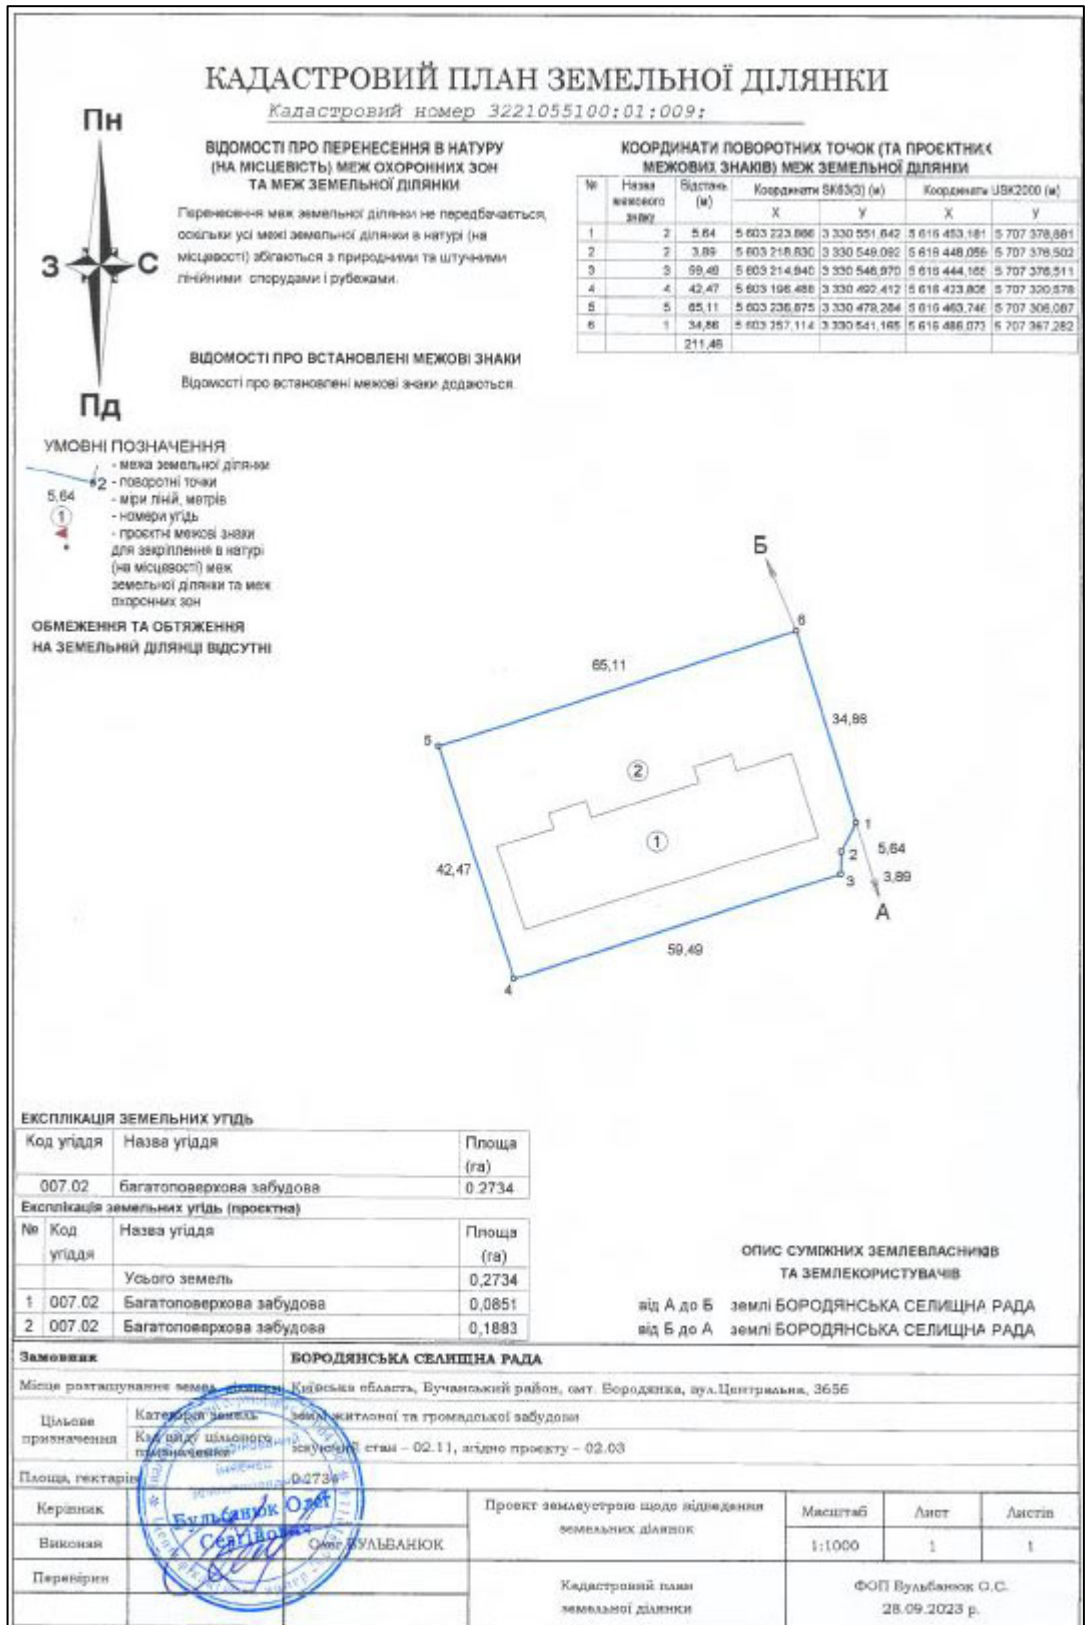 КАДАСТРОВИЙ ПЛАН ЗЕМЕЛЬНОЇ ДІЛЯНКИ
Кадастровий номер 3221055100:01:009:
Пн
З С
Пд
ВІДОМОСТІ ПРО ПЕРЕНЕСЕННЯ В НАТУРУ
(НА МІСЦЕВІСТЬ) МЕЖ ОХОРОННИХ ЗОН
ТА МЕЖ ЗЕМЕЛЬНОЇ ДІЛЯНКИ
Перенесення меж земельної ділянки не передбачається,
оскільки усі межі земельної ділянки в натурі (на
місцевості) збігаються з природними та штучними
лінійними спорудами і рубежами.
ВІДОМОСТІ ПРО ВСТАНОВЛЕНІ МЕЖОВІ ЗНАКИ
Відомості про встановлені межові знаки додаються.
КООРДИНАТИ ПОВОРОТНИХ ТОЧОК (ТА ПРОЄКТНИХ
МЕЖОВИХ ЗНАКІВ) МЕЖ ЗЕМЕЛЬНОЇ ДІЛЯНКИ
№ Назва межового знаку Відстань (м) Координати SK63(3) (м) Координати USK2000 (м)
X У X У
1 2 5,64 5 603 223,886 3 330 551,642 5 616 453,181 5 707 378,881
2 2 3,89 5 603 218,830 3 330 549,092 5 616 448,056 5 707 376,502
3 3 59,49 5 603 214,940 3 330 548,970 5 616 444,165 5 707 376,511
4 4 42,47 5 603 196,486 3 330 492,412 5 616 423,806 5 707 320,578
5 5 65,11 5 603 236,875 3 330 479,284 5 616 463,746 5 707 306,087
6 1 34,86 5 603 257,114 3 330 541,165 5 616 486,073 5 707 367,282
211,46
УМОВНІ ПОЗНАЧЕННЯ
- межа земельної ділянки
2 - поворотні точки
5,64 - міри ліній, метрів
1 - номери угідь
- проєктні межові знаки
для закріплення в натурі
(на місцевості) меж
земельної ділянки та меж
охоронних зон
ОБМЕЖЕННЯ ТА ОБТЯЖЕННЯ
НА ЗЕМЕЛЬНІЙ ДІЛЯНЦІ ВІДСУТНІ
Б
6
65,11
34,86
5
2
1
1
5,64
2
42,47
3 3,89
А
59,49
4
ЕКСПЛІКАЦІЯ ЗЕМЕЛЬНИХ УГІДЬ
Код угіддя Назва угіддя Площа (га)
007.02 багатоповерхова забудова 0.2734
Експлікація земельних угідь (проєктна)
№ Код угіддя Назва угіддя Площа (га)
Усього земель 0,2734
1 007.02 Багатоповерхова забудова 0,0851
2 007.02 Багатоповерхова забудова 0,1883
ОПИС СУМІЖНИХ ЗЕМЛЕВЛАСНИКІВ
ТА ЗЕМЛЕКОРИСТУВАЧІВ
від А до Б землі БОРОДЯНСЬКА СЕЛИЩНА РАДА
від Б до А землі БОРОДЯНСЬКА СЕЛИЩНА РАДА
Замовник БОРОДЯНСЬКА СЕЛИЩНА РАДА
Місце розташування земел. ділянки Київська область, Бучанський район, смт. Бородянка, вул.Центральна, 365б
Цільове призначення Категорія земель землі житлової та громадської забудови
Код виду цільового призначення існуючий стан – 02.11, згідно проєкту – 02.03
Площа, гектарів 0.2734
Керівник
Бульбанюк Олег
Сергійович
Виконав Олег БУЛЬБАНЮК
Перевірив
Проект землеустрою щодо відведення
земельних ділянок
Масштаб Лист Листів
1:1000 1 1
Кадастровий план
земельної ділянки
ФОП Бульбанюк О.С.
28.09.2023 р.